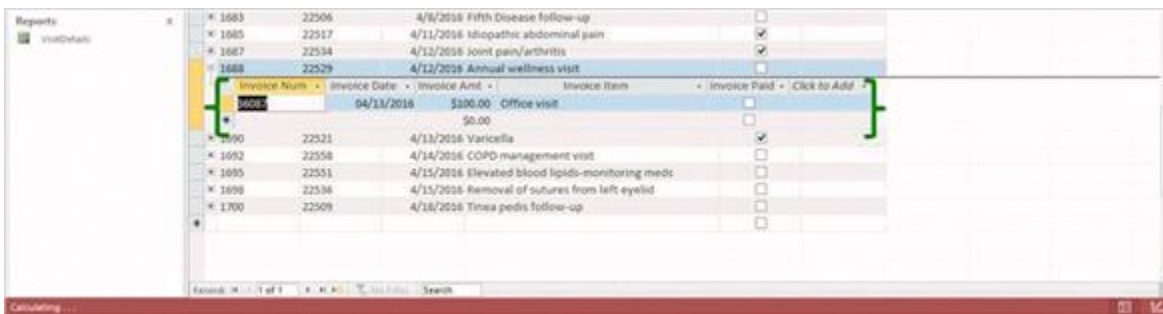 Reports
VisitDetails
1683 22506 4/8/2016 Fifth Disease follow-up
1685 22517 4/11/2016 Idiopathic abdominal pain
1687 22534 4/12/2016 Joint pain/arthritis
1688 22529 4/12/2016 Annual wellness visit
Invoice Num Invoice Date Invoice Amt Invoice Item Invoice Paid Click to Add
36087 04/13/2016 $100.00 Office visit
$0.00
1690 22521 4/13/2016 Varicella
1692 22558 4/14/2016 COPD management visit
1695 22551 4/15/2016 Elevated blood lipids-monitoring meds
1698 22536 4/15/2016 Removal of sutures from left eyelid
1700 22509 4/18/2016 Tinea pedis follow-up
Record: 1 of 1 No Filter Search
Calculating...